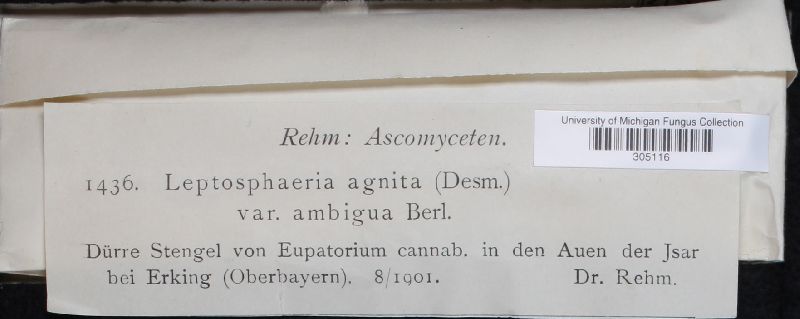 University of Michigan Fungus Collection
305116
Rehm: Ascomyceten.
1436. Leptosphaeria agnita (Desm.)
var. ambigua Berl.
Dürre Stengel von Eupatorium cannab. in den Auen der Jsar
bei Erking (Oberbayern). 8/1901. Dr. Rehm.